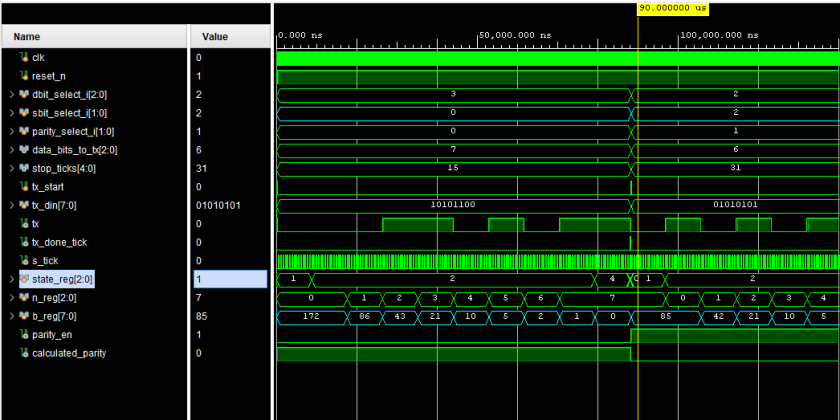 90.000000 us
Name Value
0.000 ns 50,000.000 ns 100,000.000 ns
clk 0
reset_n 1
dbit_select_i[2:0] 2 3 2
sbit_select_i[1:0] 2 0 2
parity_select_i[1:0] 1 0 1
data_bits_to_tx[2:0] 6 7 6
stop_ticks[4:0] 31 15 31
tx_start 0
tx_din[7:0] 01010101 10101100 01010101
tx 0
tx_done_tick 0
s_tick 0
state_reg[2:0] 1 1 2 4 0 1 2
n_reg[2:0] 7 0 1 2 3 4 5 6 7 0 1 2 3 4
b_reg[7:0] 85 172 86 43 21 10 5 2 1 0 85 42 21 10 5
parity_en 1
calculated_parity 0